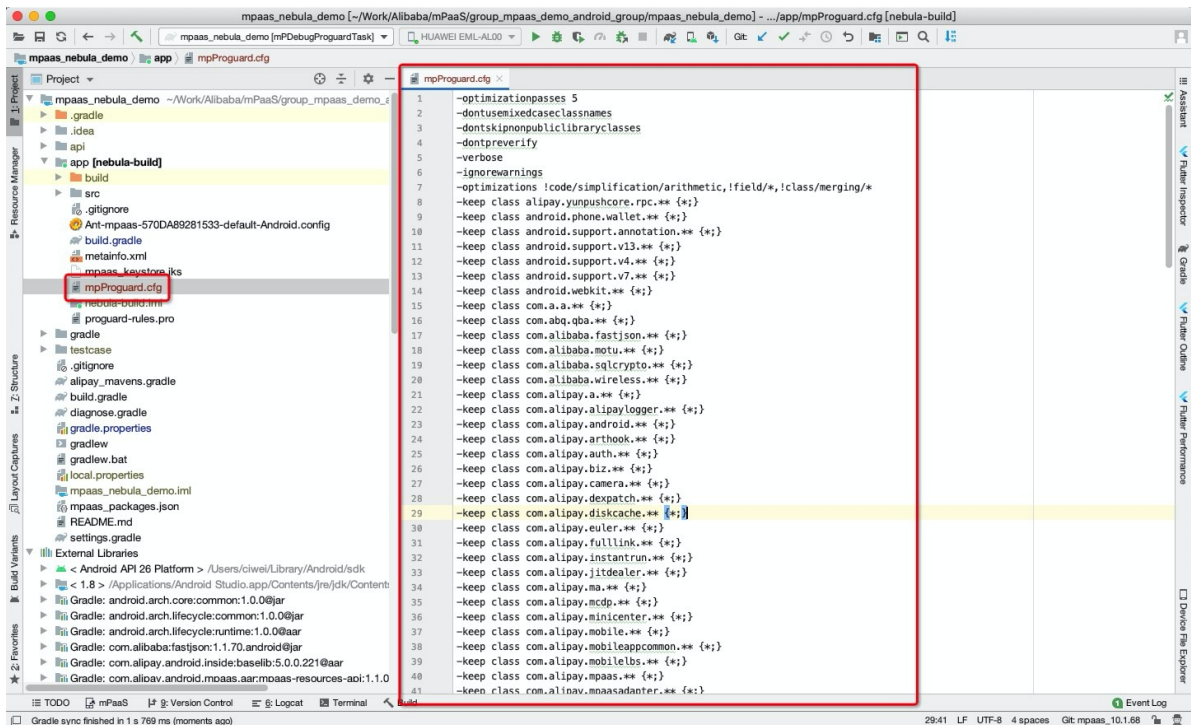 mpaas_nebula_demo [~/Work/Alibaba/mPaaS/group_mpaas_demo_android_group/mpaas_nebula_demo] - .../app/mpProguard.cfg [nebula-build]
mpaas_nebula_demo [mPDebugProguardTask]
HUAWEI EML-AL00
Git:
mpaas_nebula_demo
app
mpProguard.cfg
1: Project
Resource Manager
Z: Structure
Layout Captures
Build Variants
2: Favorites
Project
mpaas_nebula_demo ~/Work/Alibaba/mPaaS/group_mpaas_demo_a
.gradle
.idea
api
app [nebula-build]
build
src
.gitignore
Ant-mpaas-570DA89281533-default-Android.config
build.gradle
metainfo.xml
mpaas_keystore.jks
mpProguard.cfg
nebula-build.iml
proguard-rules.pro
gradle
testcase
.gitignore
alipay_mavens.gradle
build.gradle
diagnose.gradle
gradle.properties
gradlew
gradlew.bat
local.properties
mpaas_nebula_demo.iml
mpaas_packages.json
README.md
settings.gradle
External Libraries
< Android API 26 Platform > /Users/ciwei/Library/Android/sdk
< 1.8 > /Applications/Android Studio.app/Contents/jre/jdk/Contents
Gradle: android.arch.core:common:1.0.0@jar
Gradle: android.arch.lifecycle:common:1.0.0@jar
Gradle: android.arch.lifecycle:runtime:1.0.0@aar
Gradle: com.alibaba:fastjson:1.1.70.android@jar
Gradle: com.alipay.android.inside:baselib:5.0.0.221@aar
Gradle: com.alipay.android.mpaas.aar:mpaas-resources-api:1.1.0
mpProguard.cfg
1 -optimizationpasses 5
2 -dontusemixedcaseclassnames
3 -dontskipnonpubliclibraryclasses
4 -dontpreverify
5 -verbose
6 -ignorewarnings
7 -optimizations !code/simplification/arithmetic,!field/*,!class/merging/*
8 -keep class alipay.yunpushcore.rpc.** {*;}
9 -keep class android.phone.wallet.** {*;}
10 -keep class android.support.annotation.** {*;}
11 -keep class android.support.v13.** {*;}
12 -keep class android.support.v4.** {*;}
13 -keep class android.support.v7.** {*;}
14 -keep class android.webkit.** {*;}
15 -keep class com.a.a.** {*;}
16 -keep class com.abq.qba.** {*;}
17 -keep class com.alibaba.fastjson.** {*;}
18 -keep class com.alibaba.motu.** {*;}
19 -keep class com.alibaba.sqlcrypto.** {*;}
20 -keep class com.alibaba.wireless.** {*;}
21 -keep class com.alipay.a.** {*;}
22 -keep class com.alipay.alipaylogger.** {*;}
23 -keep class com.alipay.android.** {*;}
24 -keep class com.alipay.arthook.** {*;}
25 -keep class com.alipay.auth.** {*;}
26 -keep class com.alipay.biz.** {*;}
27 -keep class com.alipay.camera.** {*;}
28 -keep class com.alipay.dexpatch.** {*;}
29 -keep class com.alipay.diskcache.** {*;}
30 -keep class com.alipay.euler.** {*;}
31 -keep class com.alipay.fulllink.** {*;}
32 -keep class com.alipay.instantrun.** {*;}
33 -keep class com.alipay.jitdealer.** {*;}
34 -keep class com.alipay.ma.** {*;}
35 -keep class com.alipay.mcdp.** {*;}
36 -keep class com.alipay.minicenter.** {*;}
37 -keep class com.alipay.mobile.** {*;}
38 -keep class com.alipay.mobileappcommon.** {*;}
39 -keep class com.alipay.mobilelbs.** {*;}
40 -keep class com.alipay.mpaas.** {*;}
41 -keep class com.alipay.mpaasadapter.** {*;}
Assistant
Flutter Inspector
Gradle
Flutter Outline
Flutter Performance
Device File Explorer
TODO
mPaaS
9: Version Control
6: Logcat
Terminal
Build
Event Log
Gradle sync finished in 1 s 769 ms (moments ago)
29:41 LF UTF-8 4 spaces Git: mpaas_10.1.68